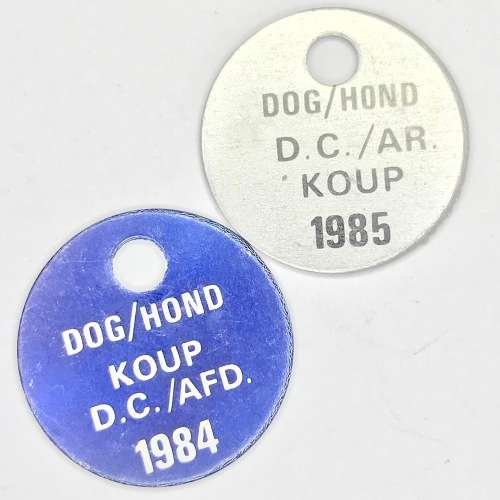 DOG/HOND
D.C./AR.
KOUP
1985
DOG/HOND
KOUP
D.C./AFD.
1984